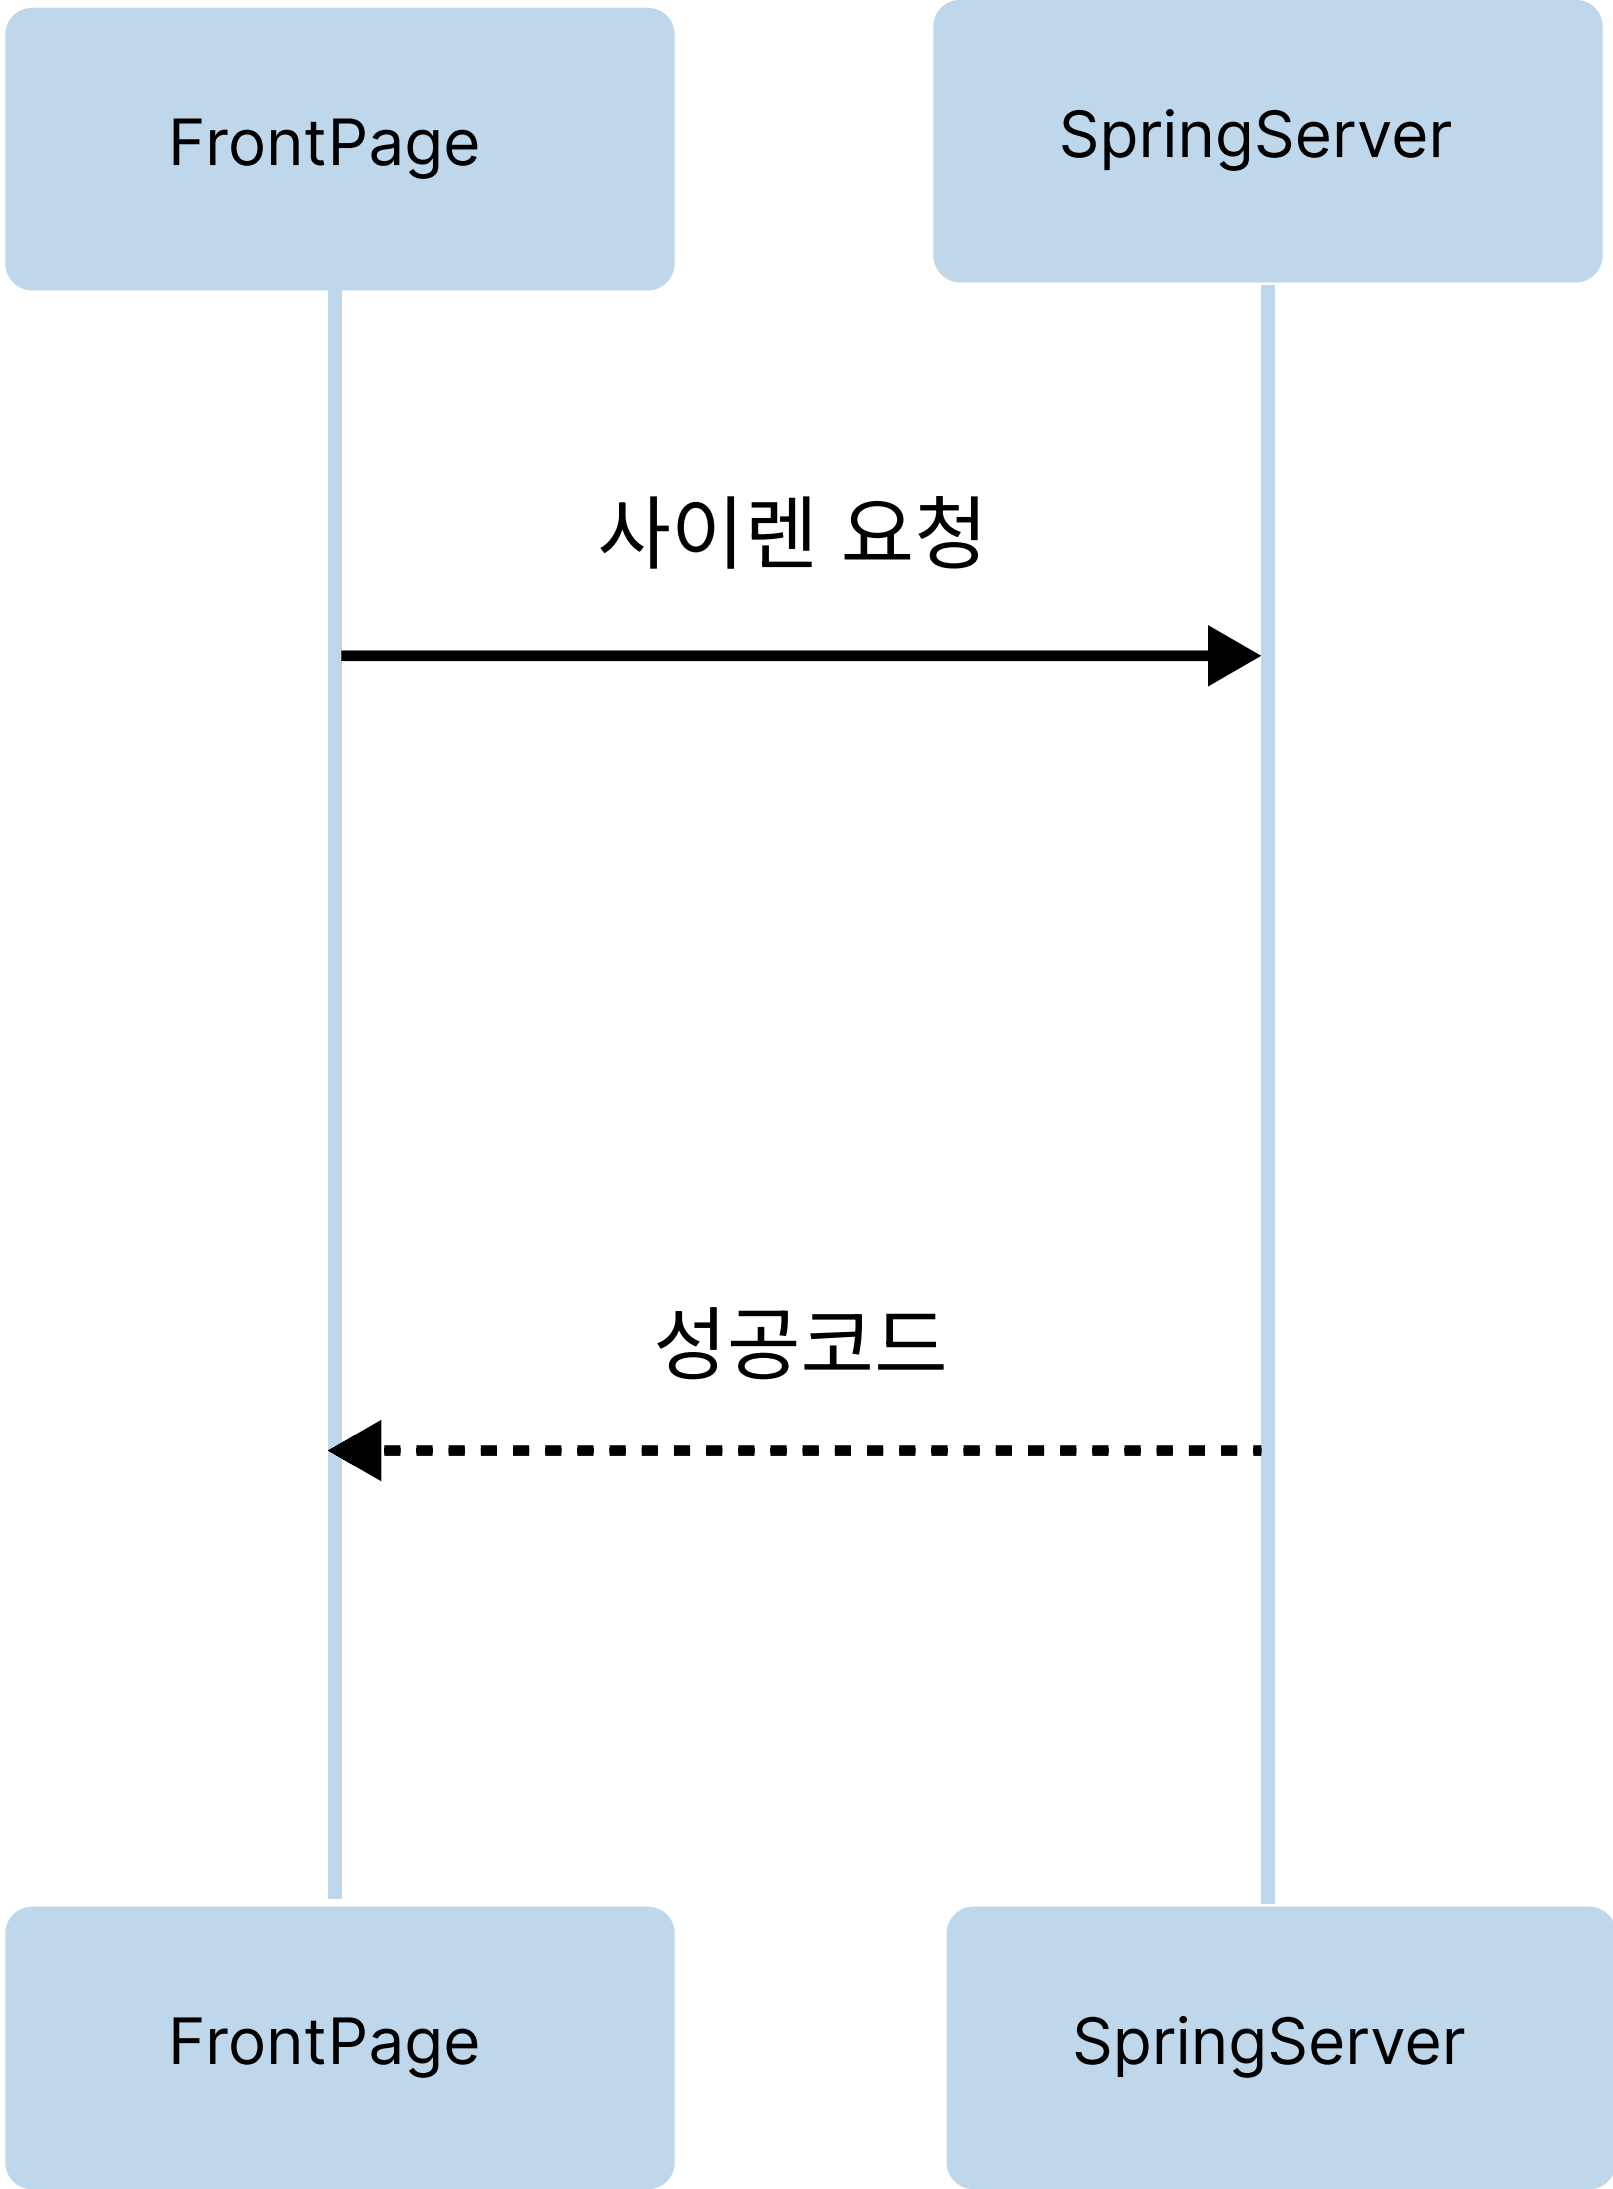 FrontPage
SpringServer
사이렌 요청
성공코드
FrontPage
SpringServer